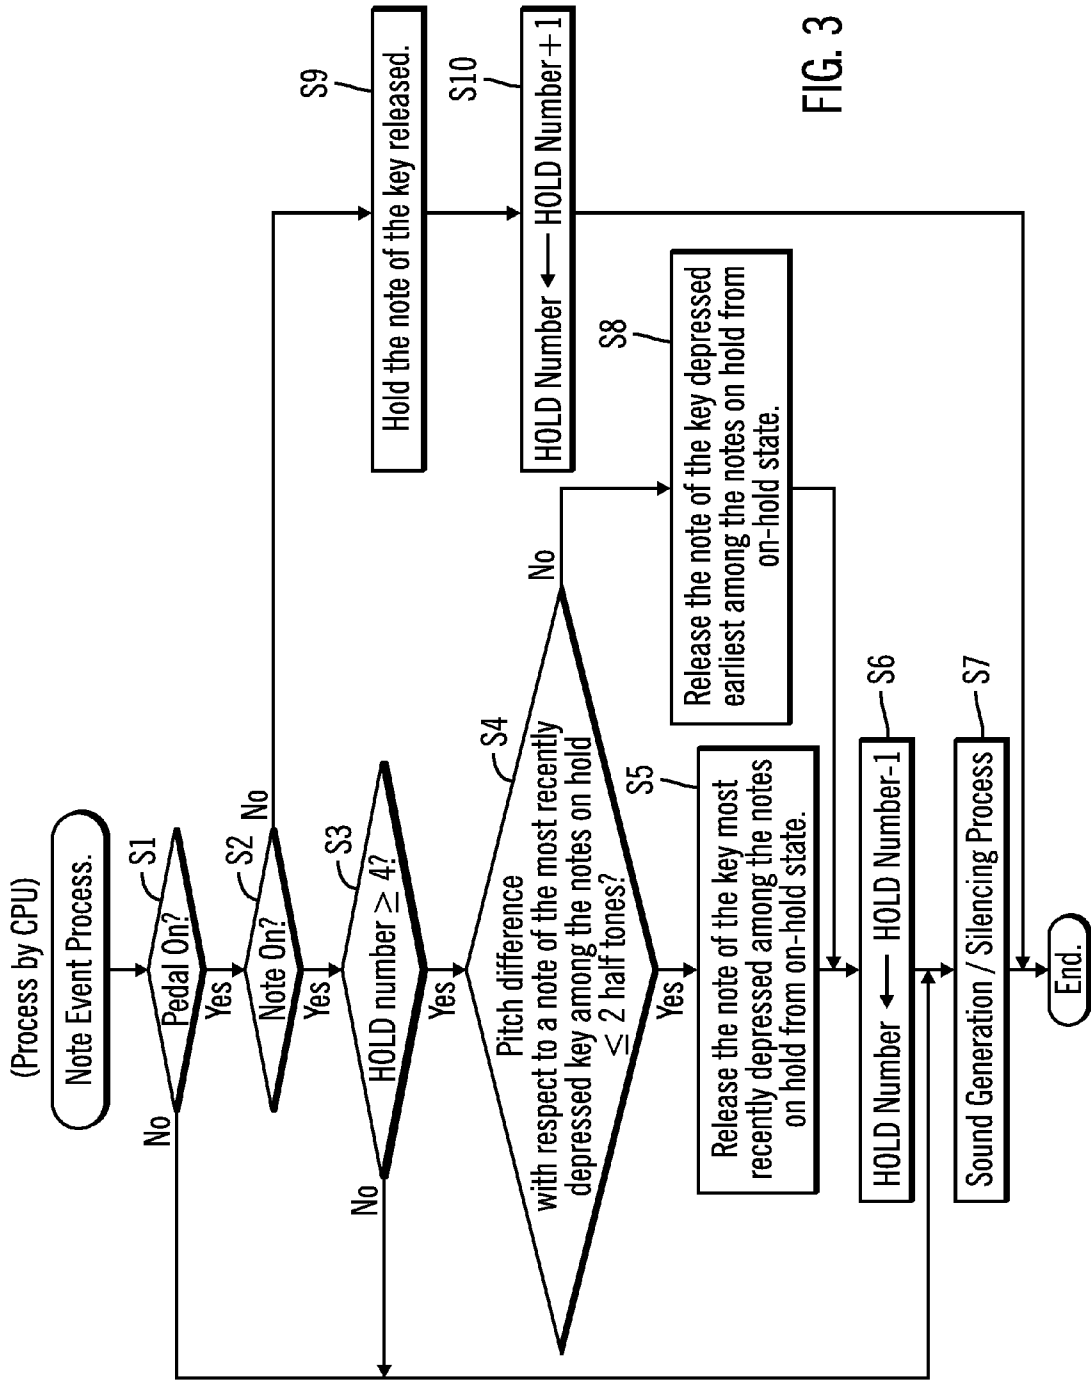 (Process by CPU)
Note Event Process.
S1
Pedal On?
No
Yes
S2
Note On?
No
Yes
S3
HOLD number ≥ 4?
No
Yes
S4
Pitch difference
with respect to a note of the most recently
depressed key among the notes on hold
≤ 2 half tones?
No
Yes
S5
Release the note of the key most
recently depressed among the notes
on hold from on-hold state.
S8
Release the note of the key depressed
earliest among the notes on hold from
on-hold state.
S6
HOLD Number ← HOLD Number-1
S7
Sound Generation / Silencing Process
End.
S9
Hold the note of the key released.
S10
HOLD Number ← HOLD Number+1
FIG. 3